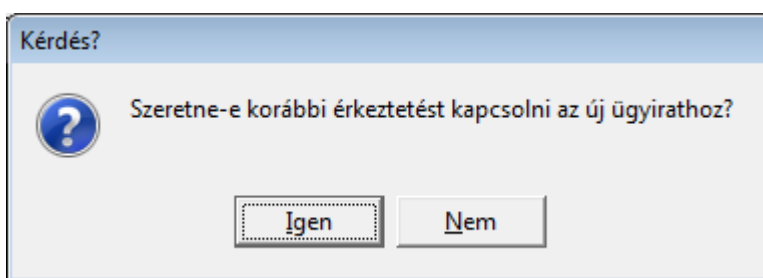 Kérdés?
Szeretne-e korábbi érkeztetést kapcsolni az új ügyirathoz?
Igen
Nem